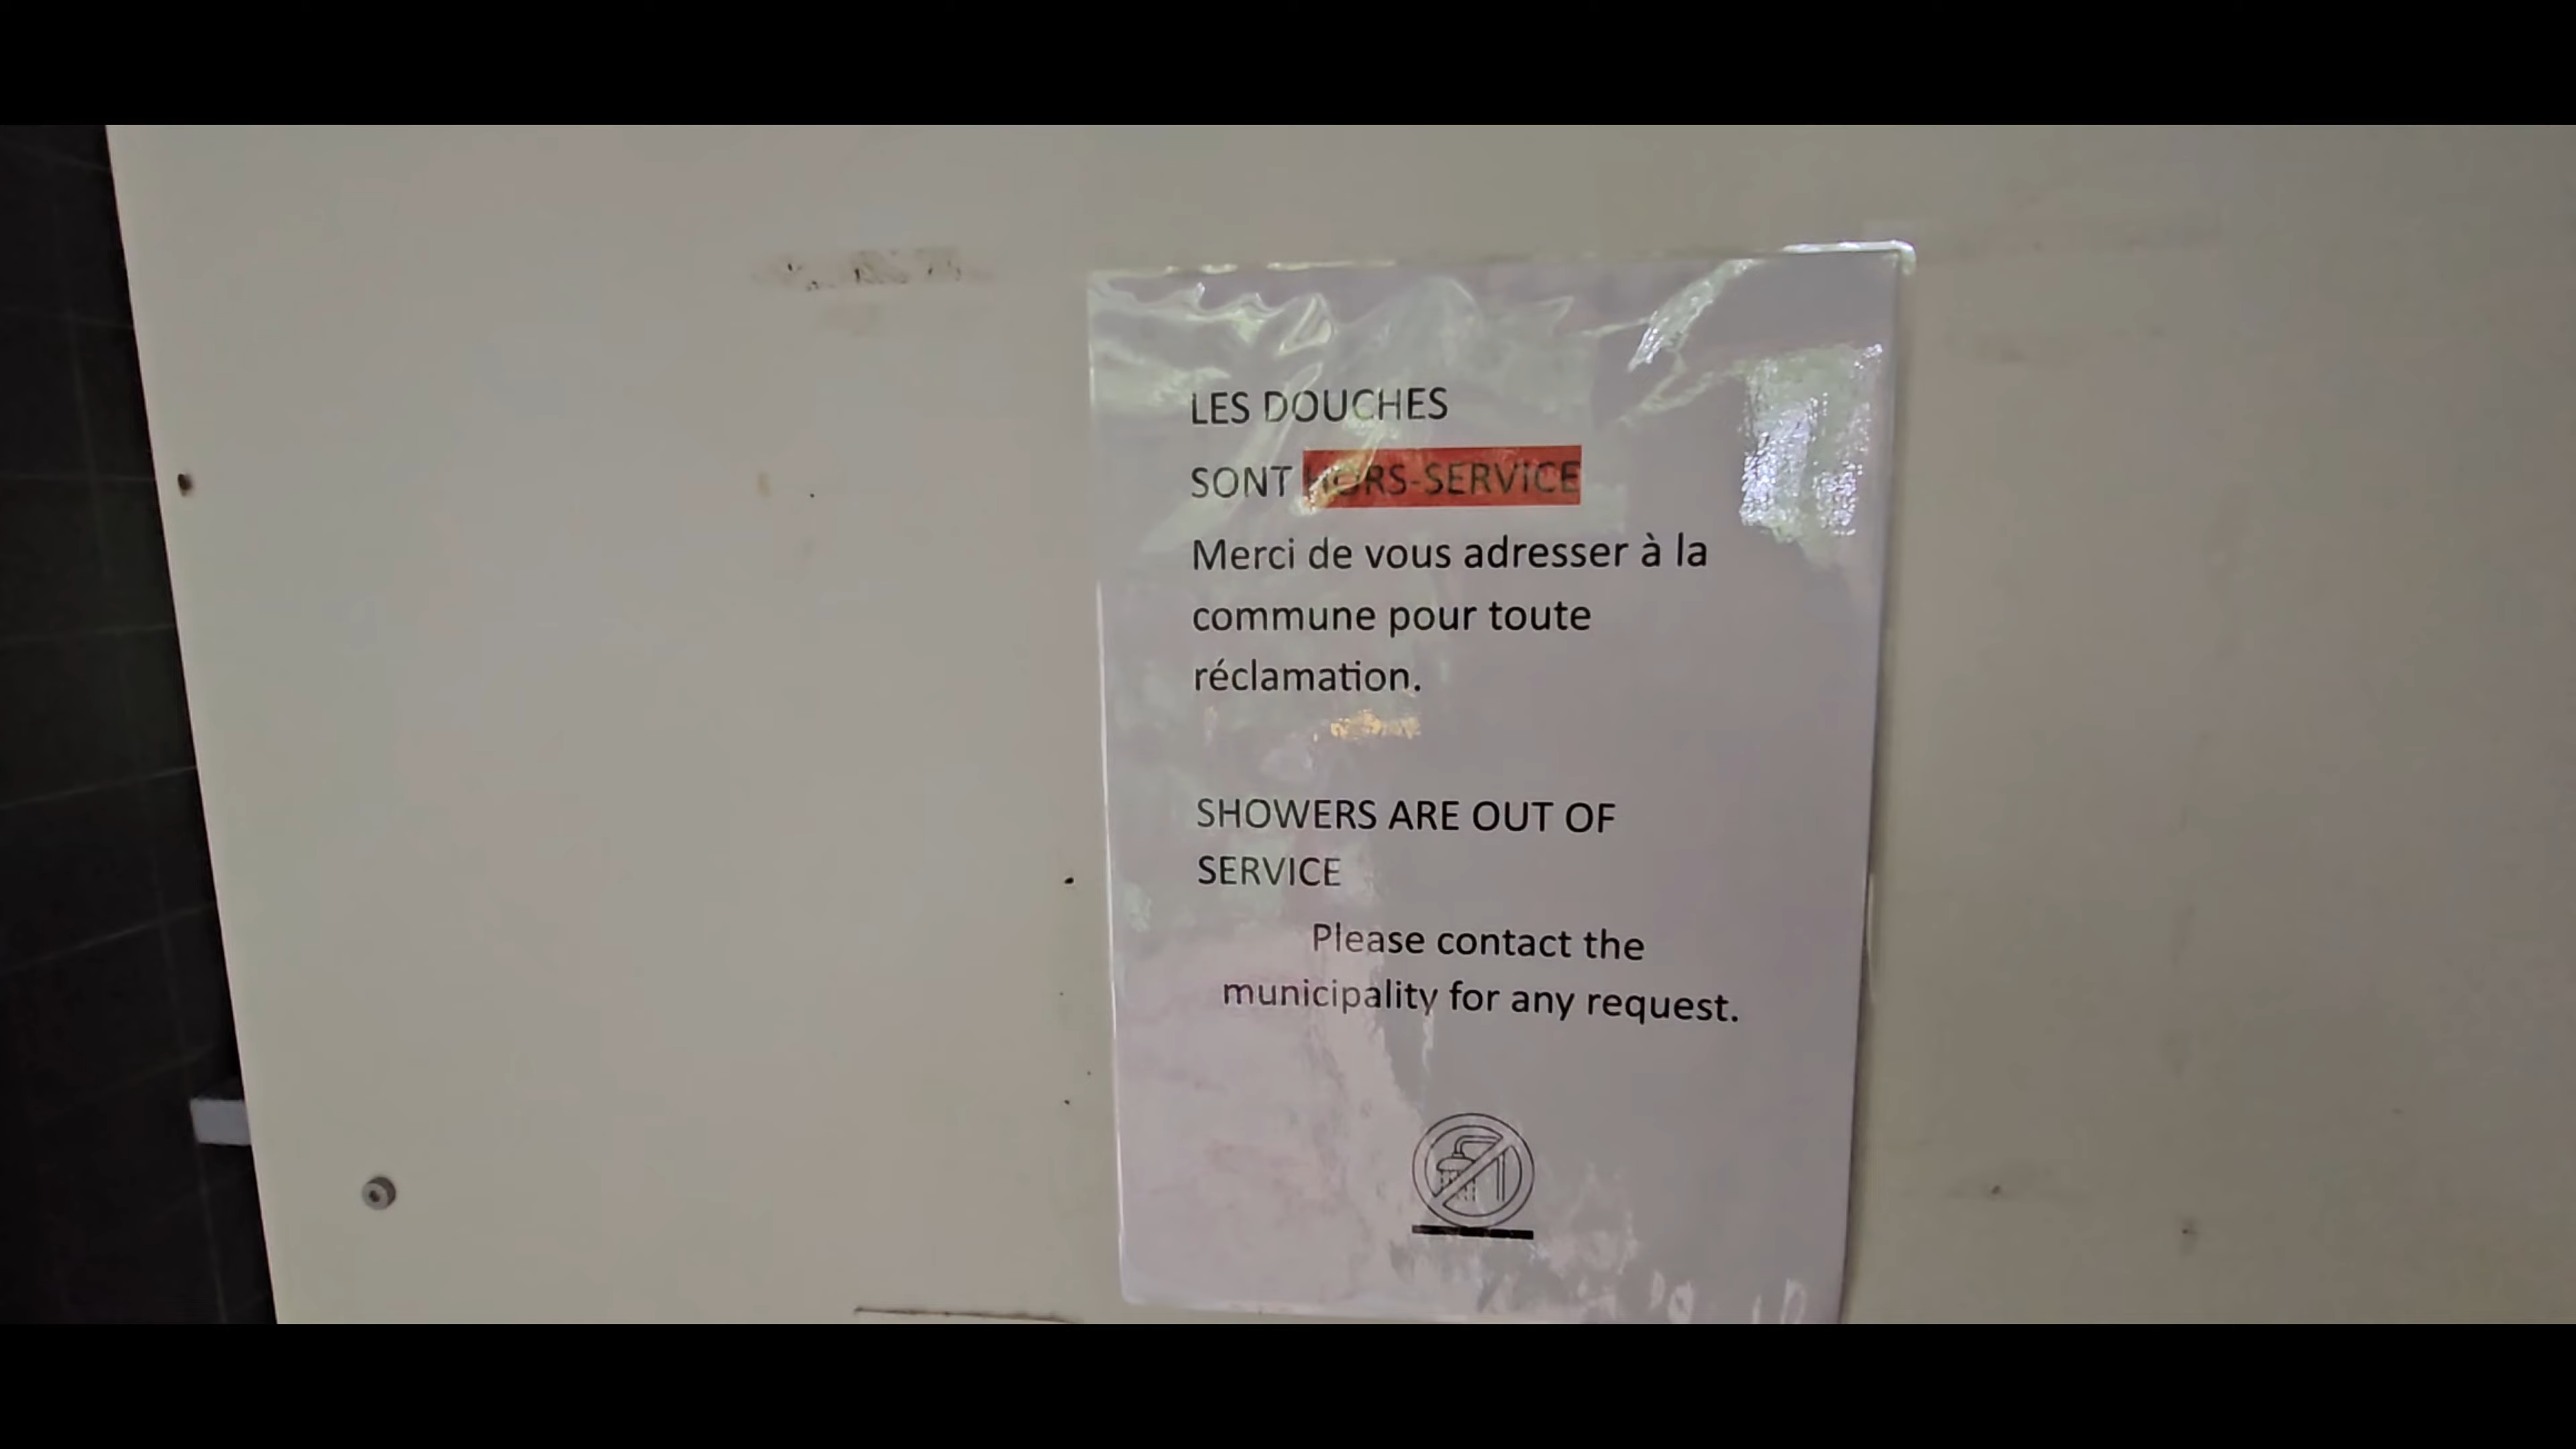 LES DOUCHES
SONT HORS-SERVICE
Merci de vous adresser à la
commune pour toute
réclamation.
SHOWERS ARE OUT OF
SERVICE
Please contact the
municipality for any request.